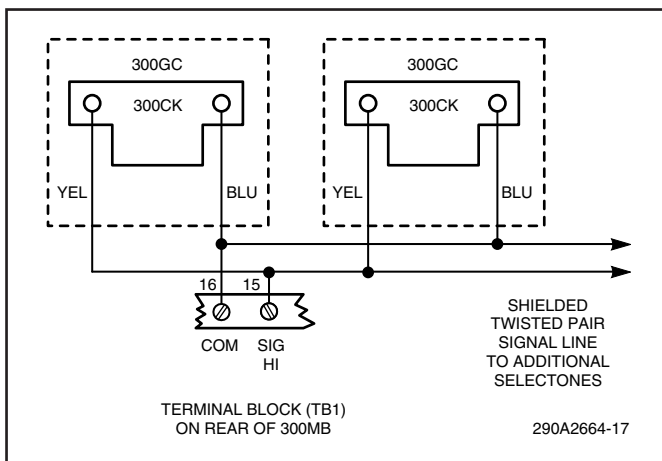 300GC
300CK
YEL
BLU
300GC
300CK
YEL
BLU
16
15
COM
SIG
HI
TERMINAL BLOCK (TB1)
ON REAR OF 300MB
SHIELDED
TWISTED PAIR
SIGNAL LINE
TO ADDITIONAL
SELECTONES
290A2664-17